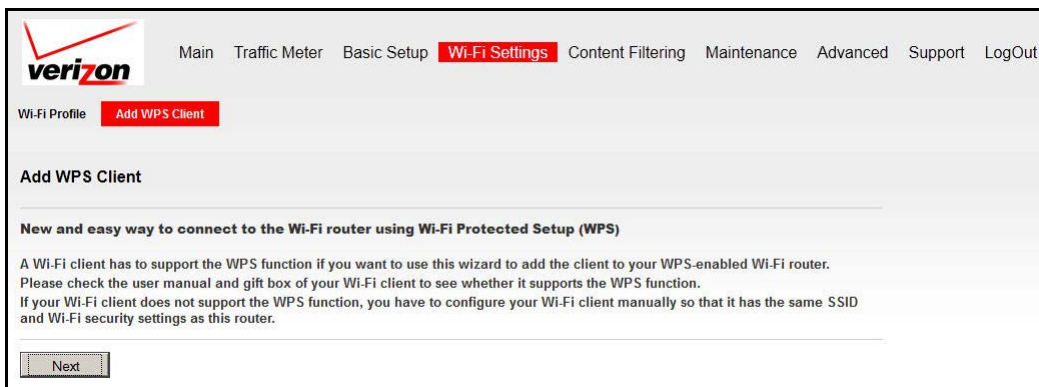 verizon
Main Traffic Meter Basic Setup Wi-Fi Settings Content Filtering Maintenance Advanced Support LogOut
Wi-Fi Profile Add WPS Client
Add WPS Client
New and easy way to connect to the Wi-Fi router using Wi-Fi Protected Setup (WPS)
A Wi-Fi client has to support the WPS function if you want to use this wizard to add the client to your WPS-enabled Wi-Fi router.
Please check the user manual and gift box of your Wi-Fi client to see whether it supports the WPS function.
If your Wi-Fi client does not support the WPS function, you have to configure your Wi-Fi client manually so that it has the same SSID
and Wi-Fi security settings as this router.
Next